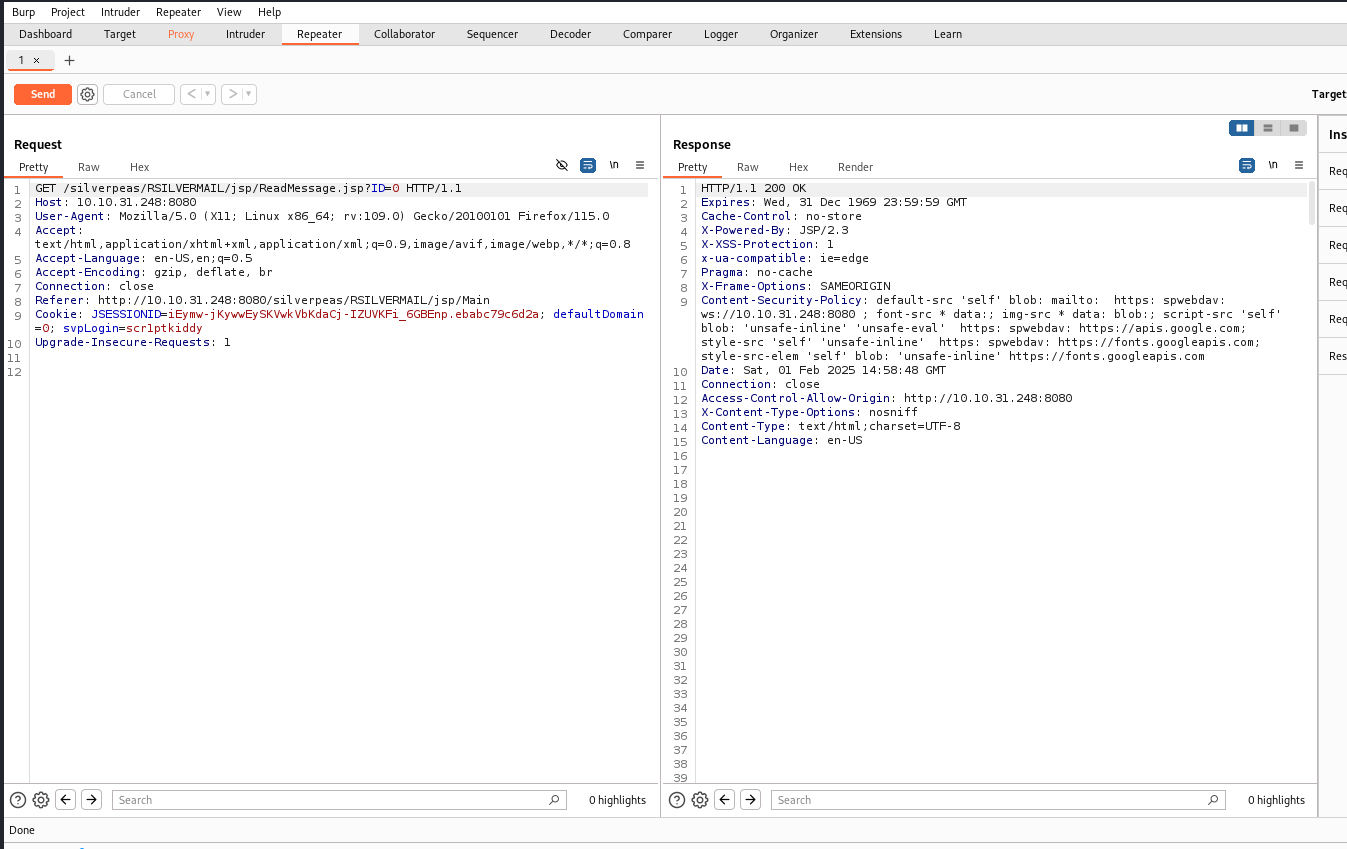 Burp Project Intruder Repeater View Help
Dashboard Target Proxy Intruder Repeater Collaborator Sequencer Decoder Comparer Logger Organizer Extensions Learn
1 × +
Send Cancel < >
Target
Request
Pretty Raw Hex
\n
1 GET /silverpeas/RSILVERMAIL/jsp/ReadMessage.jsp?ID=0 HTTP/1.1
2 Host: 10.10.31.248:8080
3 User-Agent: Mozilla/5.0 (X11; Linux x86_64; rv:109.0) Gecko/20100101 Firefox/115.0
4 Accept:
text/html,application/xhtml+xml,application/xml;q=0.9,image/avif,image/webp,*/*;q=0.8
5 Accept-Language: en-US,en;q=0.5
6 Accept-Encoding: gzip, deflate, br
7 Connection: close
8 Referer: http://10.10.31.248:8080/silverpeas/RSILVERMAIL/jsp/Main
9 Cookie: JSESSIONID=iEymw-jKywwEySKVwkVbKdaCj-IZUVKFi_6GBEnp.ebabc79c6d2a; defaultDomain
=0; svpLogin=scr1ptkiddy
10 Upgrade-Insecure-Requests: 1
11
12
Search 0 highlights
Response
Pretty Raw Hex Render
\n
1 HTTP/1.1 200 OK
2 Expires: Wed, 31 Dec 1969 23:59:59 GMT
3 Cache-Control: no-store
4 X-Powered-By: JSP/2.3
5 X-XSS-Protection: 1
6 x-ua-compatible: ie=edge
7 Pragma: no-cache
8 X-Frame-Options: SAMEORIGIN
9 Content-Security-Policy: default-src 'self' blob: mailto:  https: spwebdav:
ws://10.10.31.248:8080 ; font-src * data:; img-src * data: blob:; script-src 'self'
blob: 'unsafe-inline' 'unsafe-eval'  https: spwebdav: https://apis.google.com;
style-src 'self' 'unsafe-inline'  https: spwebdav: https://fonts.googleapis.com;
style-src-elem 'self' blob: 'unsafe-inline' https://fonts.googleapis.com
10 Date: Sat, 01 Feb 2025 14:58:48 GMT
11 Connection: close
12 Access-Control-Allow-Origin: http://10.10.31.248:8080
13 X-Content-Type-Options: nosniff
14 Content-Type: text/html;charset=UTF-8
15 Content-Language: en-US
16
17
18
19
20
21
22
23
24
25
26
27
28
29
30
31
32
33
34
35
36
37
38
39
Search 0 highlights
Ins
Req
Req
Req
Req
Req
Res
Done